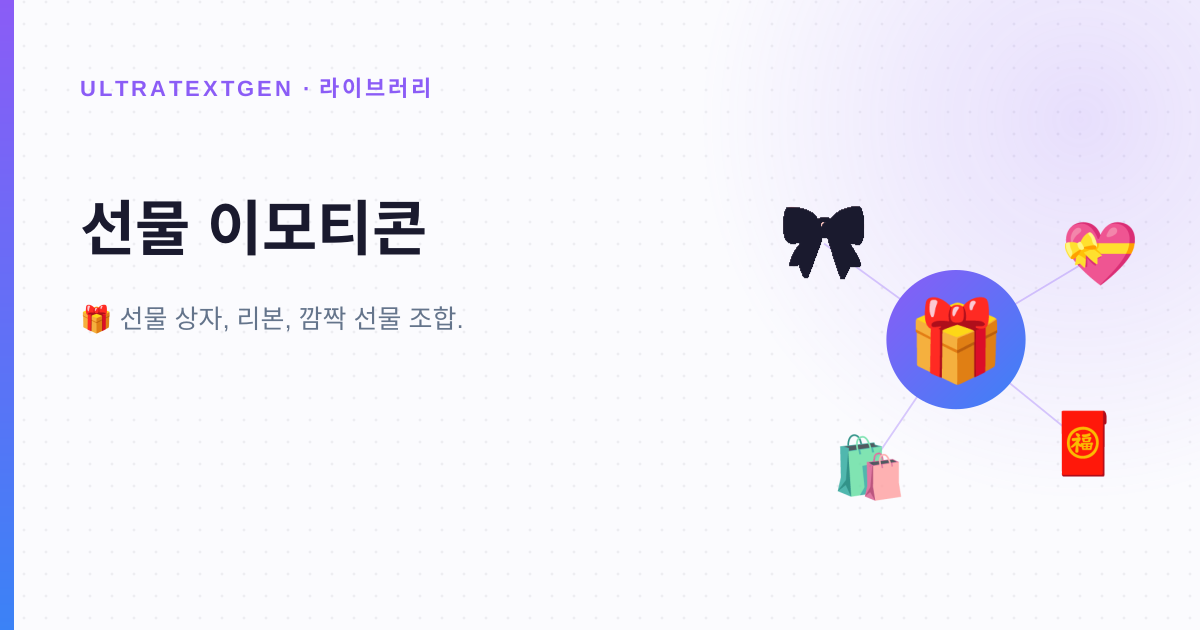 ULTRATEXTGEN · 라이브러리
선물 이모티콘
🎁 선물 상자, 리본, 깜짝 선물 조합.
福